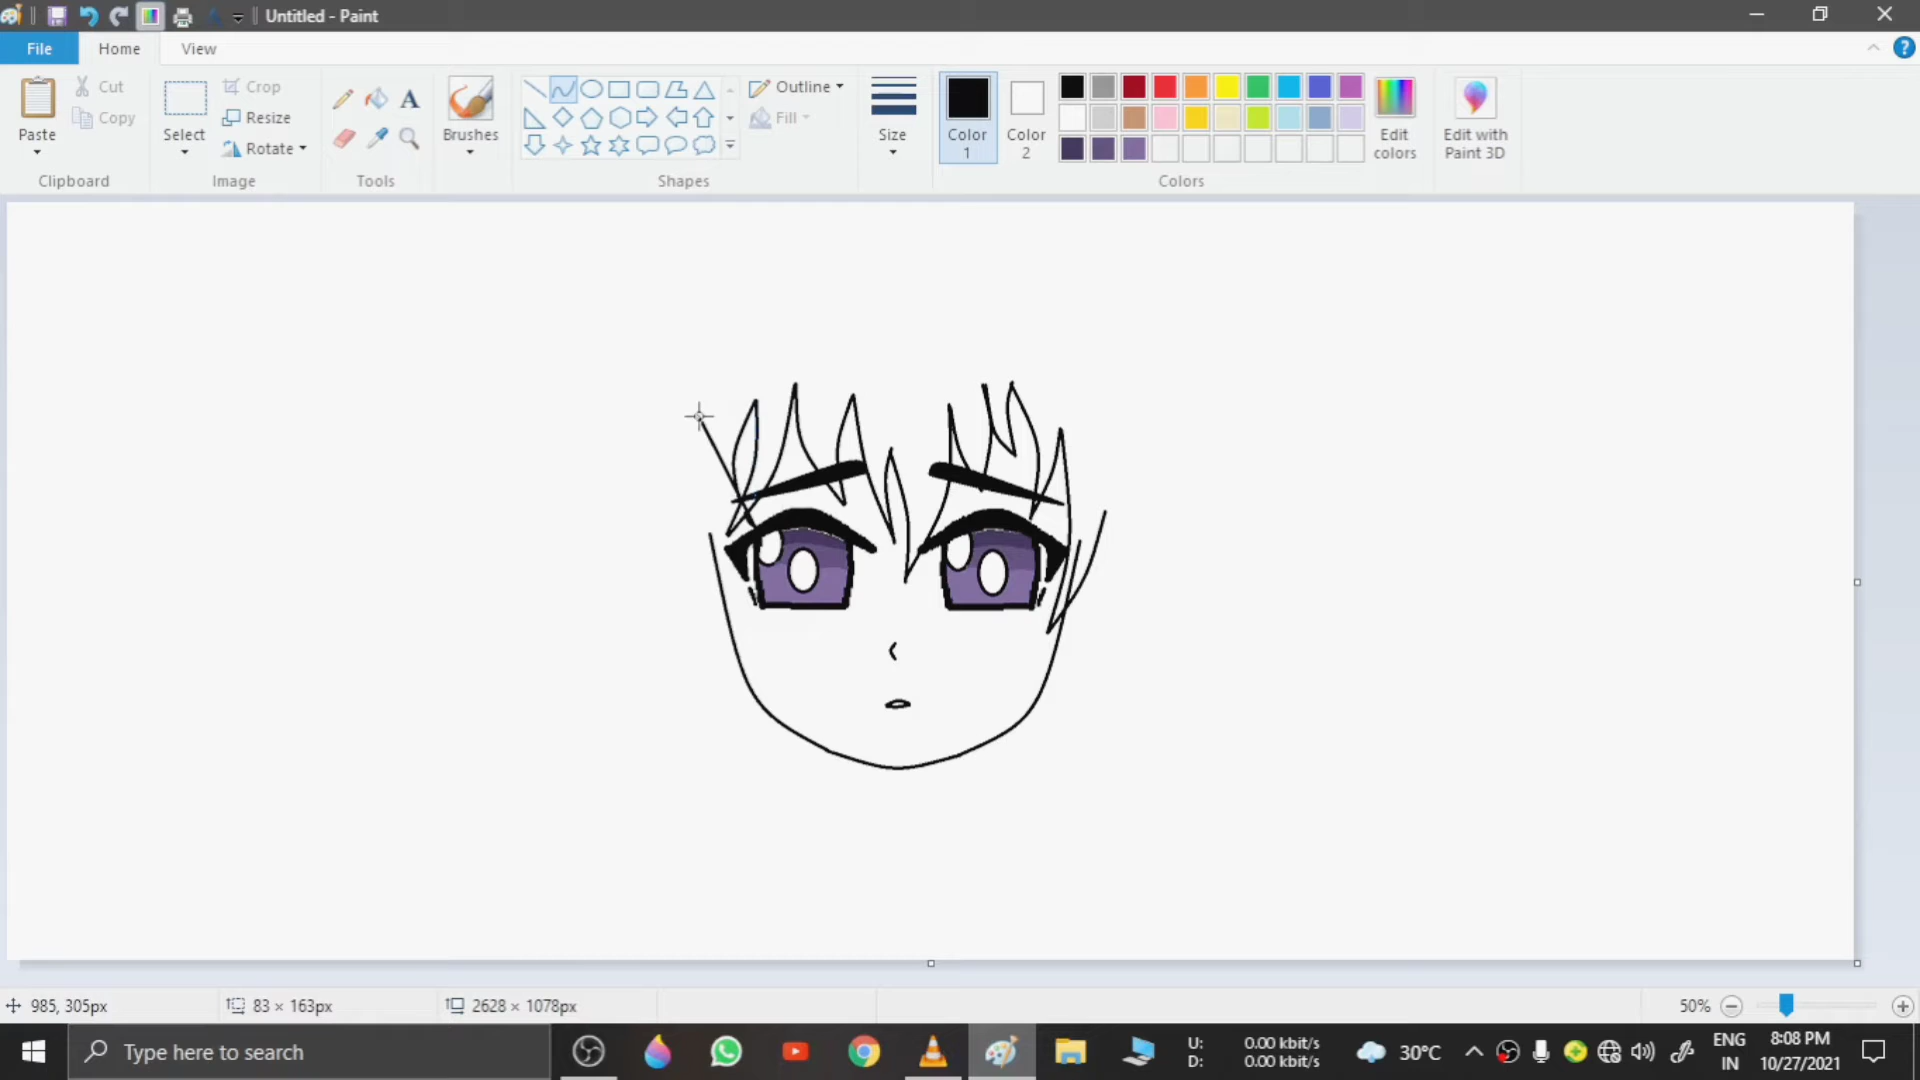 Untitled - Paint
File Home View
Paste Cut Copy Clipboard
Select Crop Resize Rotate Image
A Tools
Brushes
Shapes
Outline Fill
Size
Color 1 Color 2
Edit colors Colors
Edit with Paint 3D
?
985, 305px 83 × 163px 2628 × 1078px 50%
Type here to search
U: 0.00 kbit/s
D: 0.00 kbit/s
30°C
ENG
IN
8:08 PM
10/27/2021